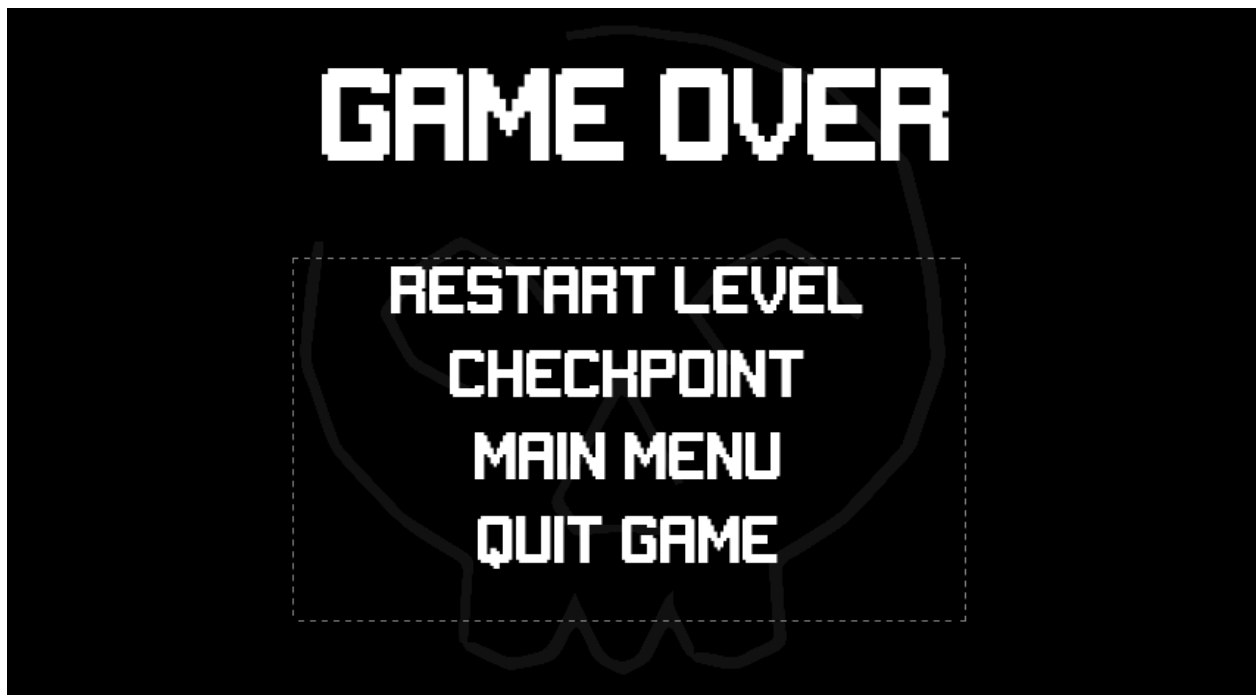 GAME OVER
RESTART LEVEL
CHECKPOINT
MAIN MENU
QUIT GAME